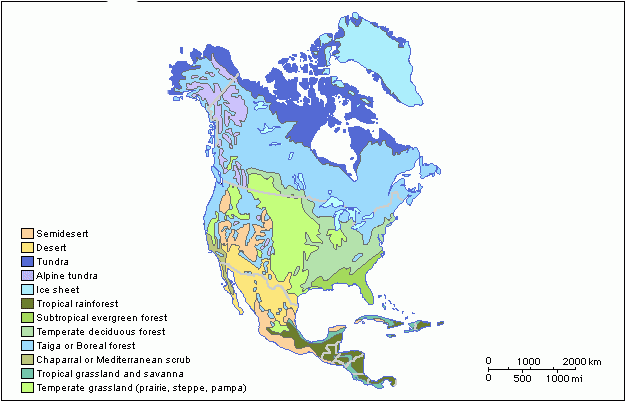 Semidesert
Desert
Tundra
Alpine tundra
Ice sheet
Tropical rainforest
Subtropical evergreen forest
Temperate deciduous forest
Taiga or Boreal forest
Chaparral or Mediterranean scrub
Tropical grassland and savanna
Temperate grassland (prairie, steppe, pampa)
0 1000 2000 km
0 500 1000 mi